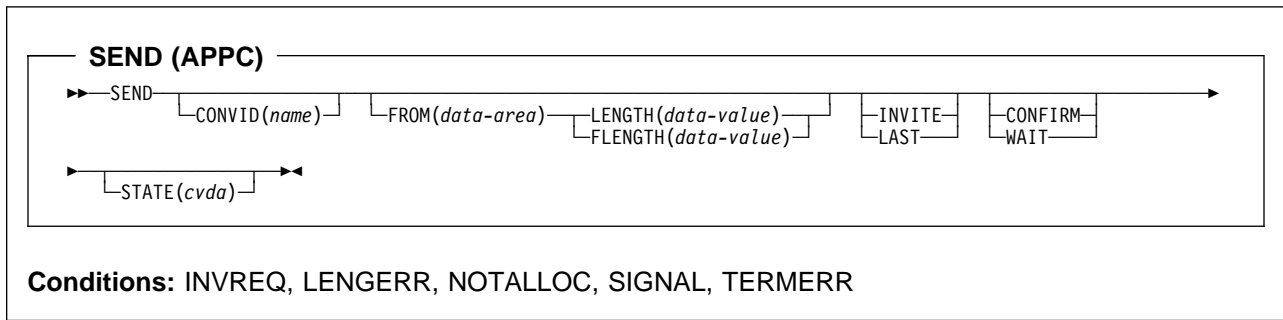 SEND (APPC)
SEND CONVID(name) FROM(data-area) LENGTH(data-value) FLENGTH(data-value) INVITE LAST CONFIRM WAIT
STATE(cvda)
Conditions: INVREQ, LENGERR, NOTALLOC, SIGNAL, TERMERR